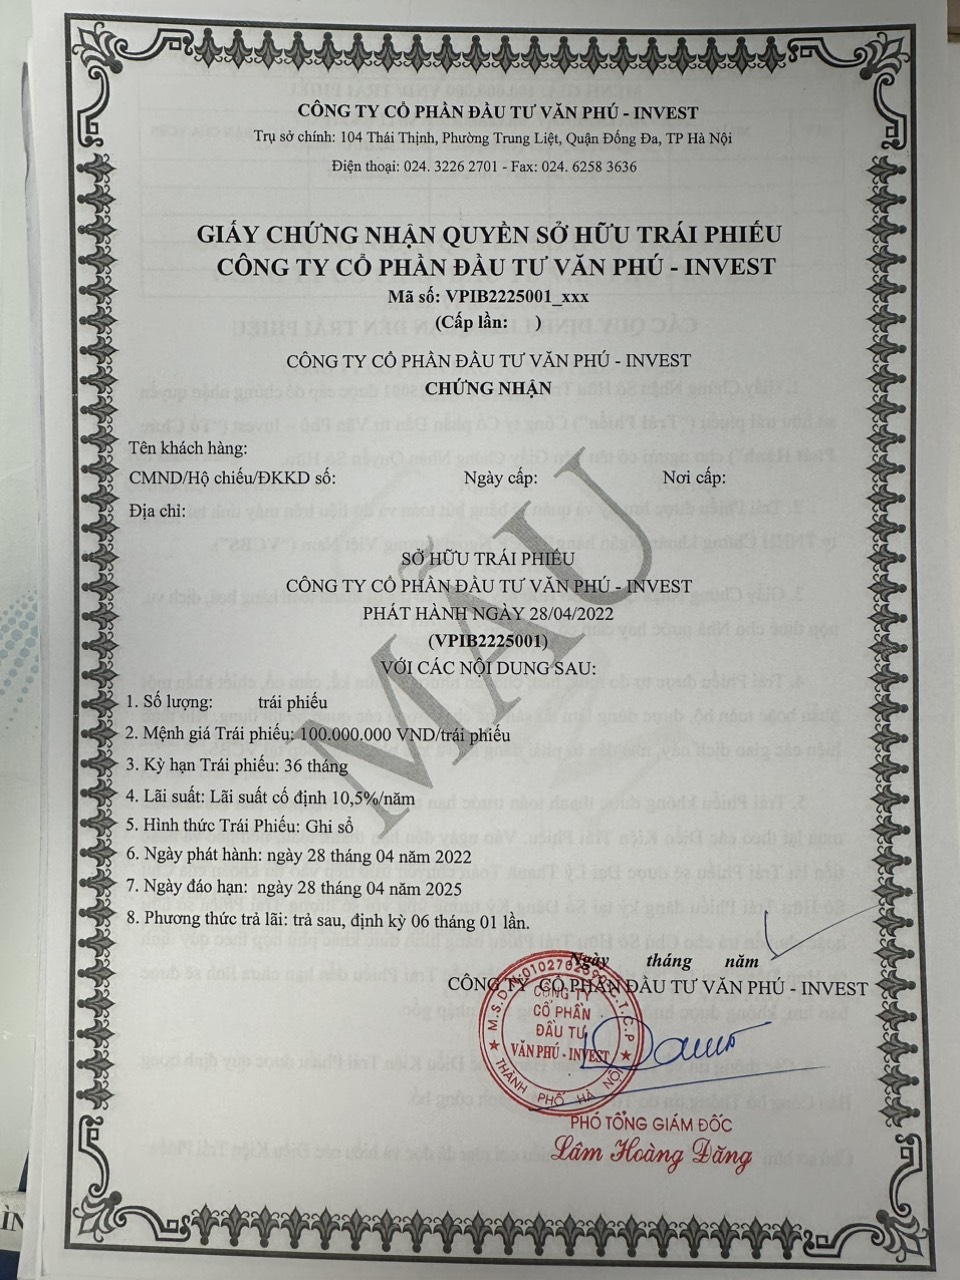 CÔNG TY CỔ PHẦN ĐẦU TƯ VĂN PHÚ - INVEST
Trụ sở chính: 104 Thái Thịnh, Phường Trung Liệt, Quận Đống Đa, TP Hà Nội
Điện thoại: 024. 3226 2701 - Fax: 024. 6258 3636
GIẤY CHỨNG NHẬN QUYỀN SỞ HỮU TRÁI PHIẾU
CÔNG TY CỔ PHẦN ĐẦU TƯ VĂN PHÚ - INVEST
Mã số: VPIB2225001_xxx
(Cấp lần: )
CÔNG TY CỔ PHẦN ĐẦU TƯ VĂN PHÚ - INVEST
CHỨNG NHẬN
Tên khách hàng:
CMND/Hộ chiếu/ĐKKD số: Ngày cấp: Nơi cấp:
Địa chỉ:
MẪU
SỞ HỮU TRÁI PHIẾU
CÔNG TY CỔ PHẦN ĐẦU TƯ VĂN PHÚ - INVEST
PHÁT HÀNH NGÀY 28/04/2022
(VPIB2225001)
VỚI CÁC NỘI DUNG SAU:
1. Số lượng: trái phiếu
2. Mệnh giá Trái phiếu: 100.000.000 VND/trái phiếu
3. Kỳ hạn Trái phiếu: 36 tháng
4. Lãi suất: Lãi suất cố định 10,5%/năm
5. Hình thức Trái Phiếu: Ghi sổ
6. Ngày phát hành: ngày 28 tháng 04 năm 2022
7. Ngày đáo hạn: ngày 28 tháng 04 năm 2025
8. Phương thức trả lãi: trả sau, định kỳ 06 tháng 01 lần.
Ngày tháng năm
CÔNG TY CỔ PHẦN ĐẦU TƯ VĂN PHÚ - INVEST
CÔNG TY
CỔ PHẦN
ĐẦU TƯ
VĂN PHÚ - INVEST
THÀNH PHỐ HÀ NỘI
PHÓ TỔNG GIÁM ĐỐC
Lâm Hoàng Đăng